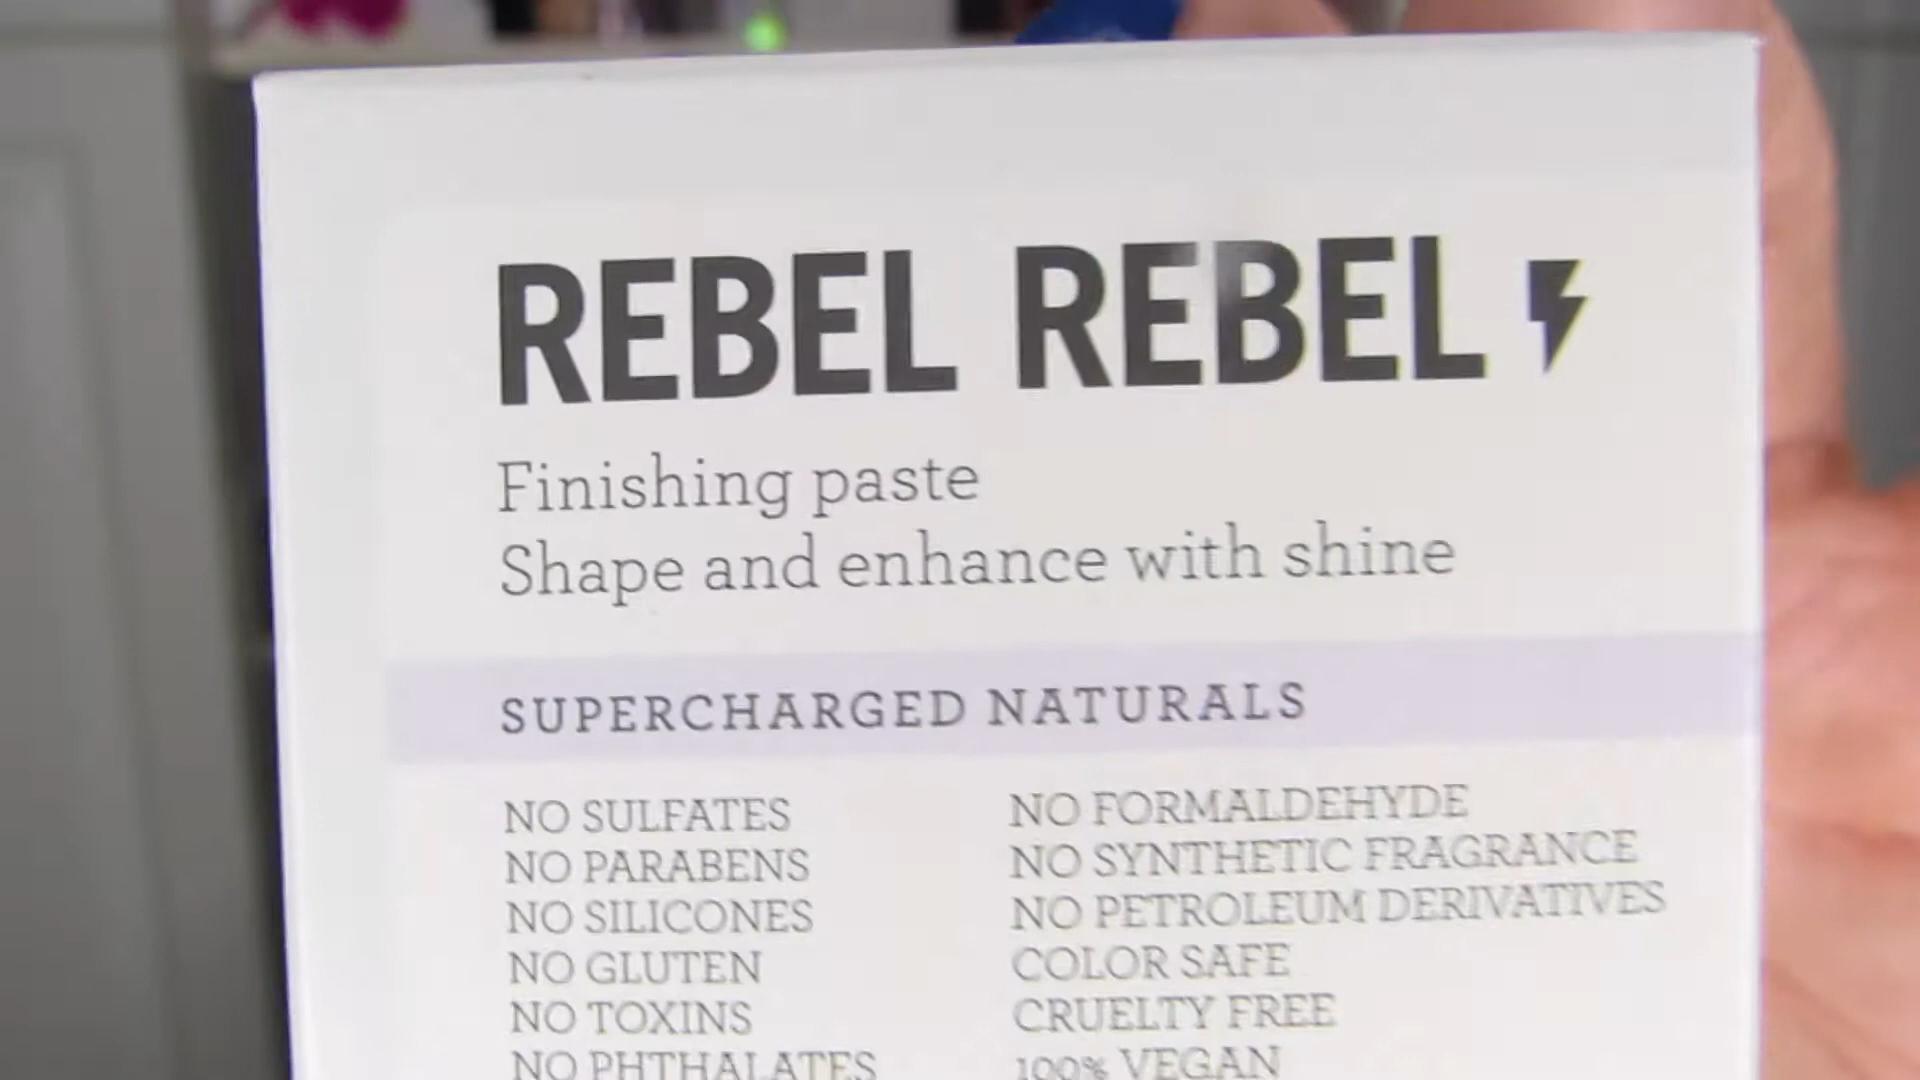 REBEL REBEL
Finishing paste
Shape and enhance with shine
SUPERCHARGED NATURALS
NO SULFATES
NO PARABENS
NO SILICONES
NO GLUTEN
NO TOXINS
NO PHTHALATES
NO FORMALDEHYDE
NO SYNTHETIC FRAGRANCE
NO PETROLEUM DERIVATIVES
COLOR SAFE
CRUELTY FREE
100% VEGAN